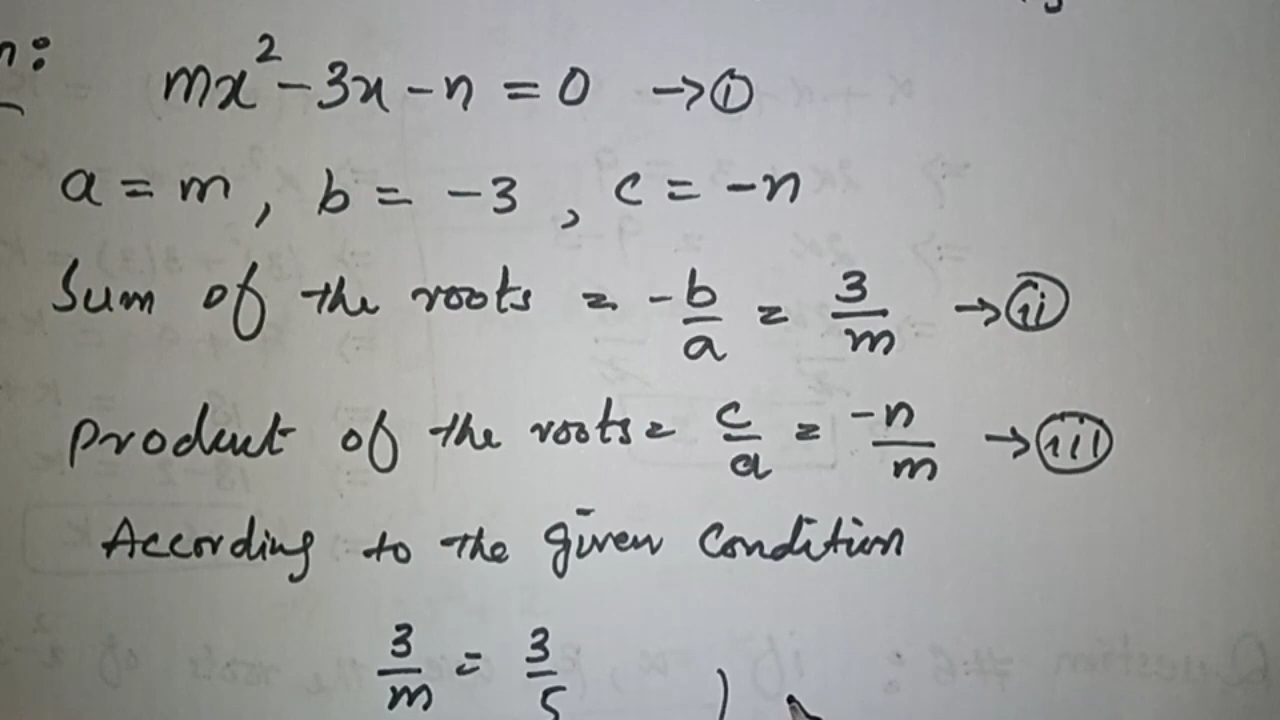 n:
mx² - 3x - n = 0 → (i)
a = m, b = -3, c = -n
Sum of the roots = -b/a = 3/m → (ii)
product of the roots = c/a = -n/m → (iii)
According to the given condition
3/m = 3/5 )